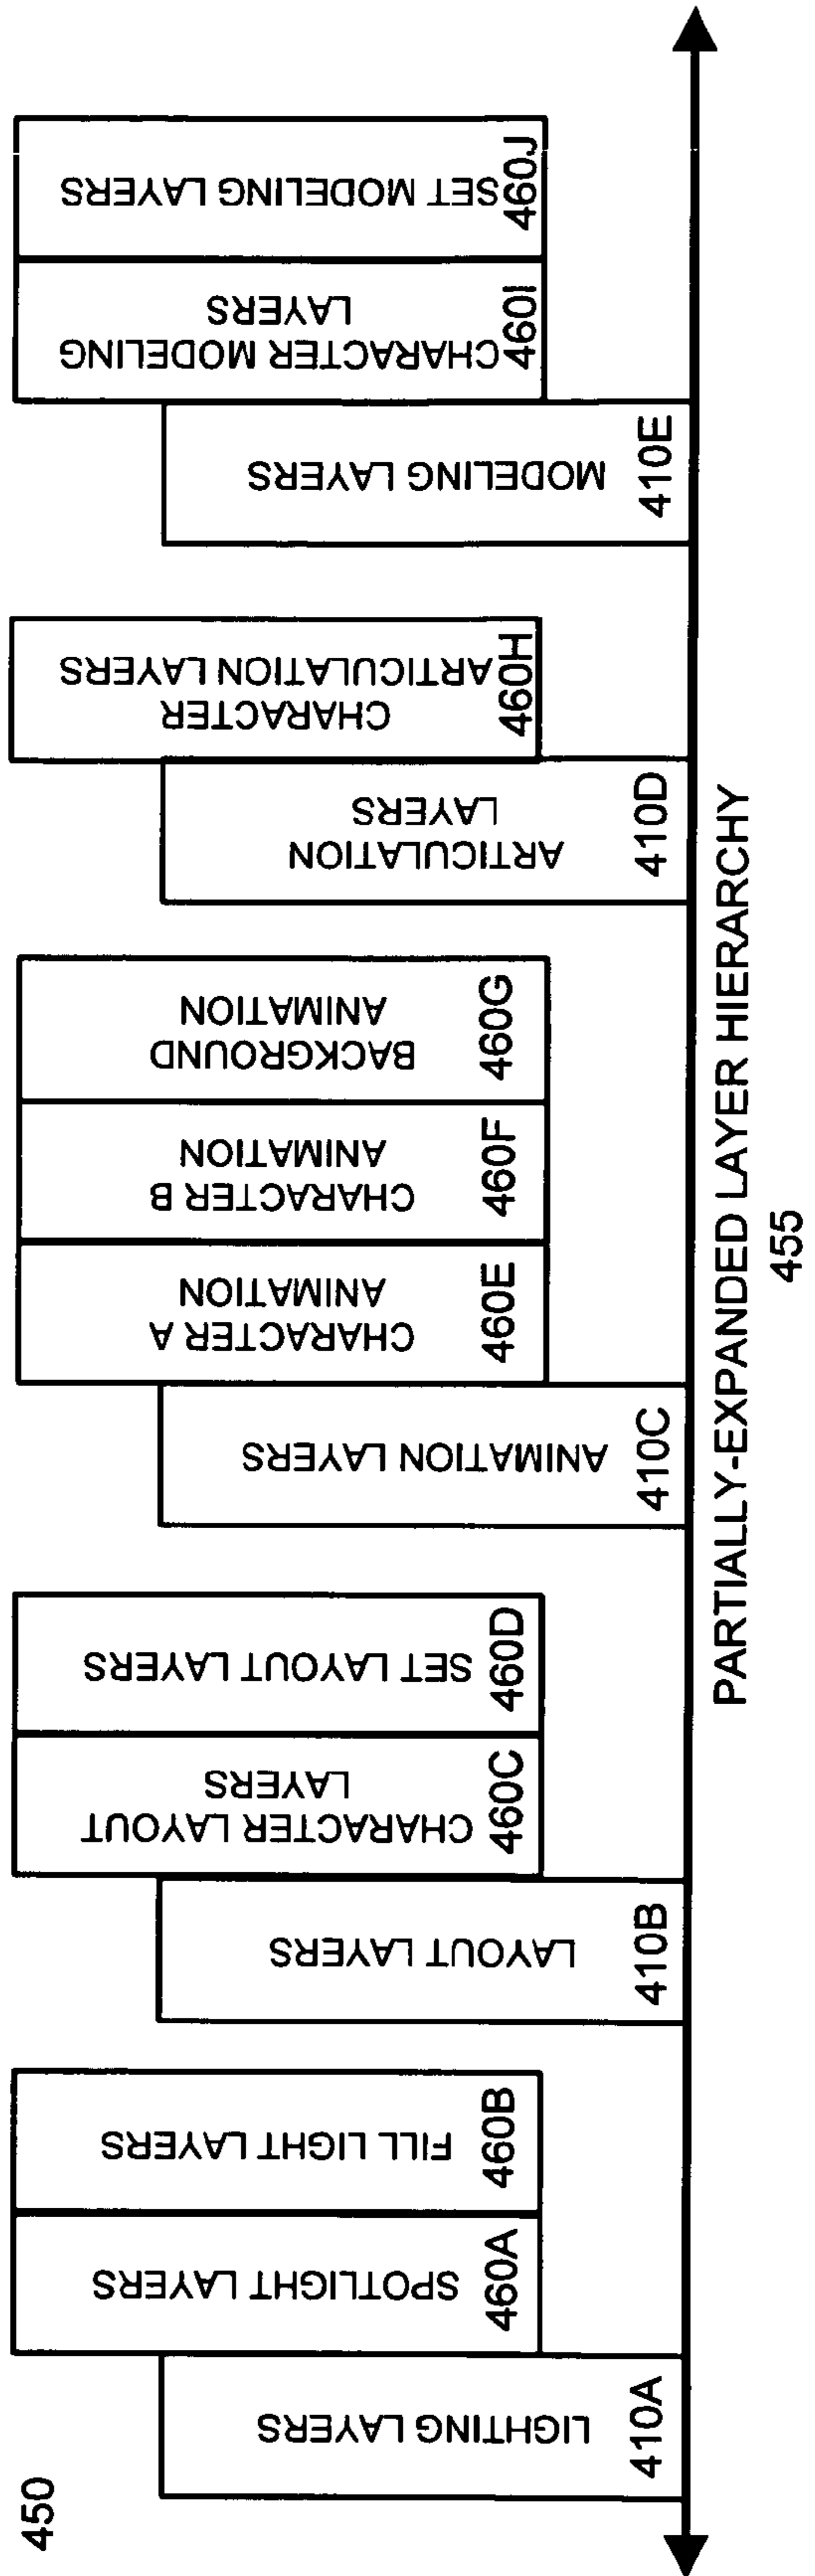 450
LIGHTING LAYERS
410A
SPOTLIGHT LAYERS
460A
FILL LIGHT LAYERS
460B
LAYOUT LAYERS
410B
CHARACTER LAYOUT
LAYERS
460C
SET LAYOUT LAYERS
460D
ANIMATION LAYERS
410C
CHARACTER A
ANIMATION
460E
CHARACTER B
ANIMATION
460F
BACKGROUND
ANIMATION
460G
ARTICULATION
LAYERS
410D
CHARACTER
ARTICULATION LAYERS
460H
MODELING LAYERS
410E
CHARACTER MODELING
LAYERS
460I
SET MODELING LAYERS
460J
PARTIALLY-EXPANDED LAYER HIERARCHY
455